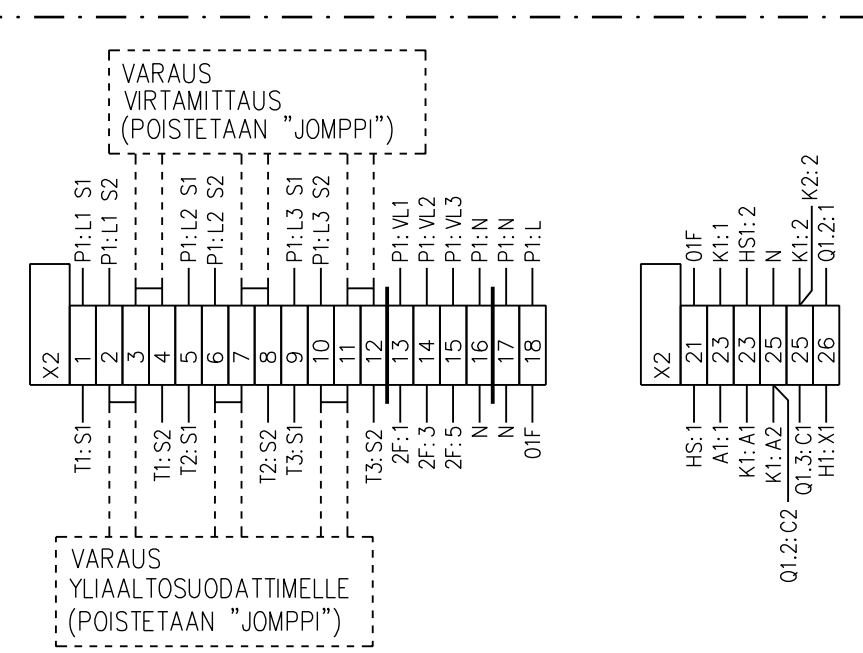 VARAUS
VIRTAMITTAUS
(POISTETAAN "JOMPPI")
P1:L1 S1
P1:L1 S2
P1:L2 S1
P1:L2 S2
P1:L3 S1
P1:L3 S2
P1:VL1
P1:VL2
P1:VL3
P1:N
P1:N
P1:L
X2
1
2
3
4
5
6
7
8
9
10
11
12
13
14
15
16
17
18
T1:S1
T1:S2
T2:S1
T2:S2
T3:S1
T3:S2
2F:1
2F:3
2F:5
N
N
01F
VARAUS
YLIAALTOSUODATTIMELLE
(POISTETAAN "JOMPPI")
01F
K1:1
HS1:2
N
K1:2
K2:2
Q1.2:1
X2
21
23
23
25
25
26
HS:1
A1:1
K1:A1
K1:A2
Q1.2:C2
Q1.3:C1
H1:X1